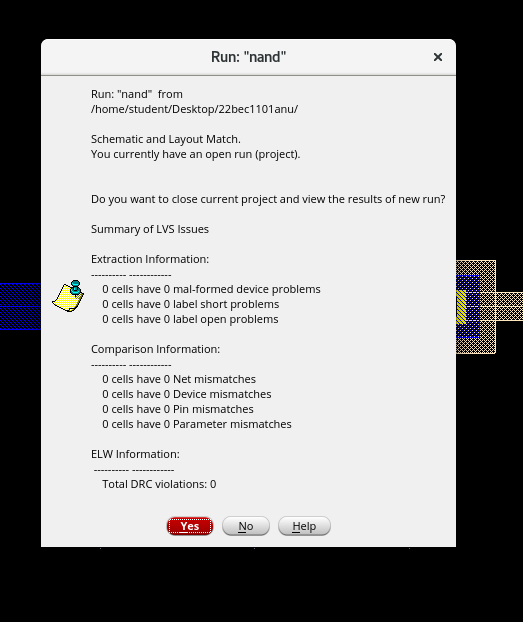 Run: "nand"
Run: "nand" from
/home/student/Desktop/22bec1101anu/
Schematic and Layout Match.
You currently have an open run (project).
Do you want to close current project and view the results of new run?
Summary of LVS Issues
Extraction Information:
---------- ------------
0 cells have 0 mal-formed device problems
0 cells have 0 label short problems
0 cells have 0 label open problems
Comparison Information:
---------- ------------
0 cells have 0 Net mismatches
0 cells have 0 Device mismatches
0 cells have 0 Pin mismatches
0 cells have 0 Parameter mismatches
ELW Information:
---------- ------------
Total DRC violations: 0
Yes No Help